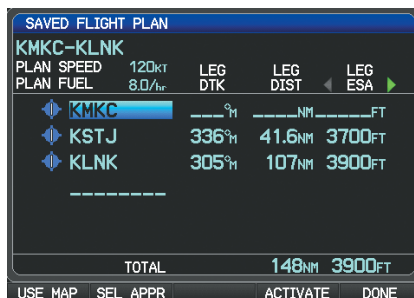 SAVED FLIGHT PLAN
KMKC-KLNK
PLAN SPEED 120KT
PLAN FUEL 8.0/hr
LEG DTK LEG DIST LEG ESA
KMKC ___°M ____NM _____FT
KSTJ 336°M 41.6NM 3700FT
KLNK 305°M 107NM 3900FT
________
TOTAL 148NM 3900FT
USE MAP SEL APPR ACTIVATE DONE